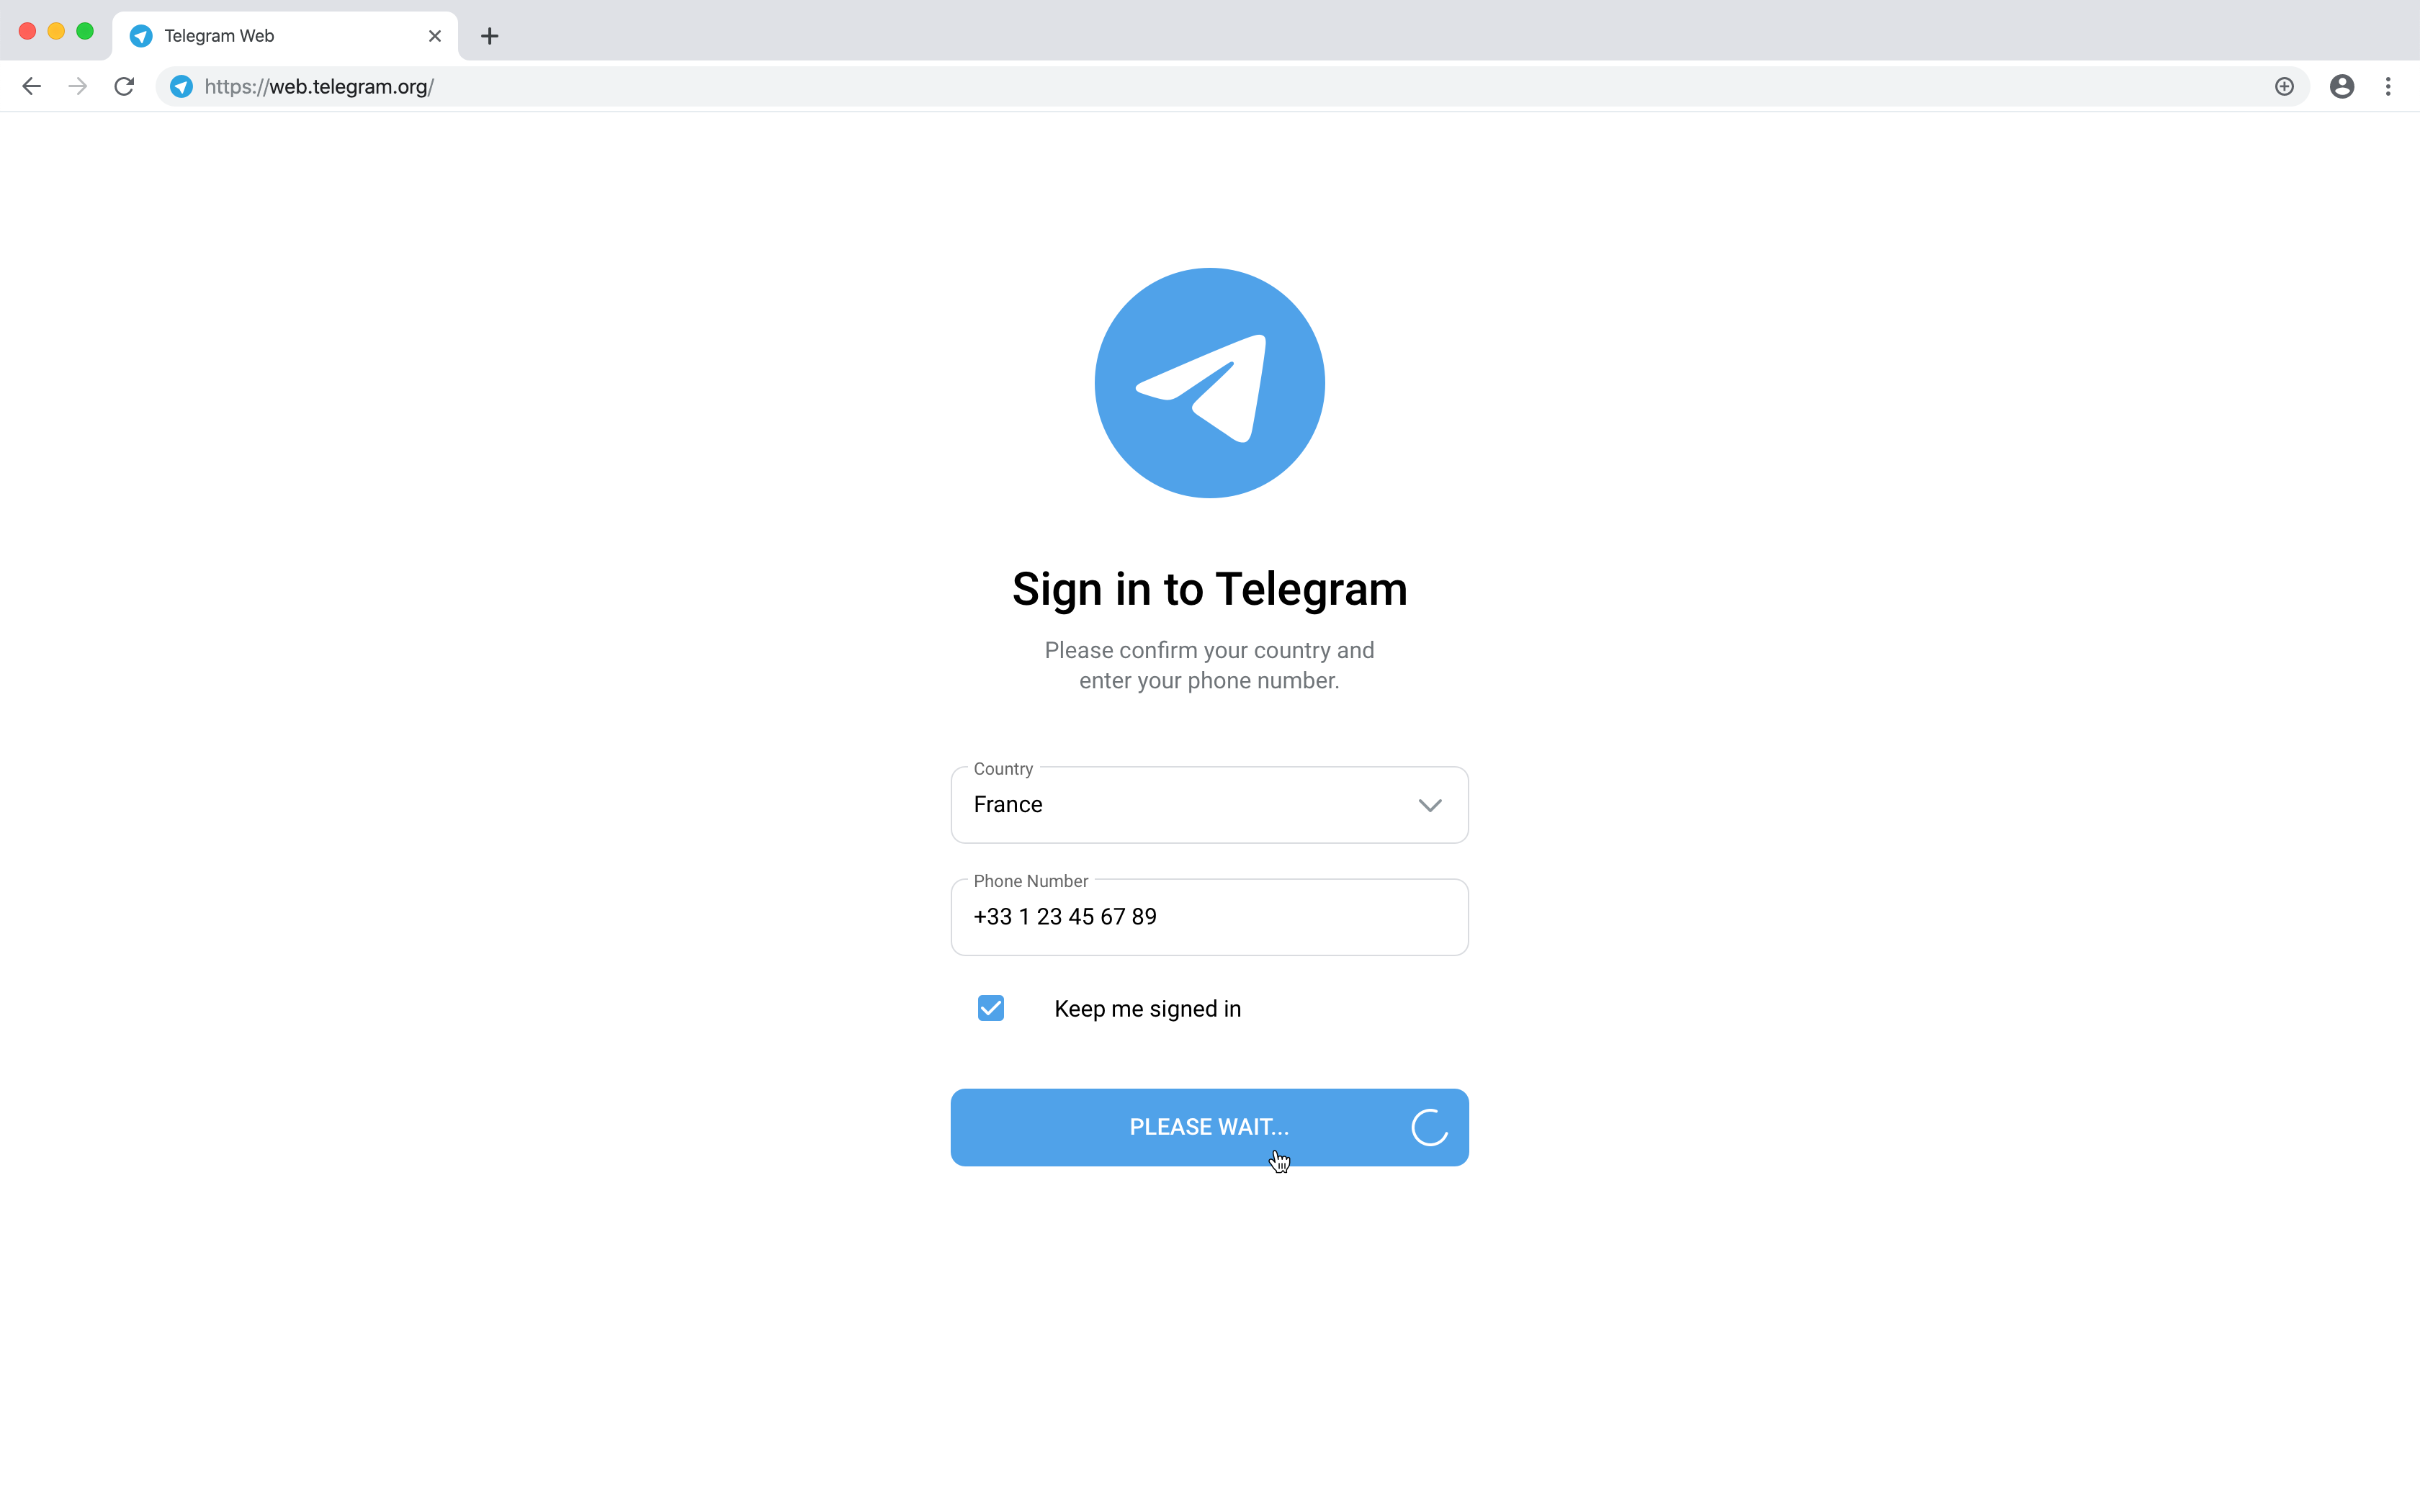 Telegram Web
https://web.telegram.org/
Sign in to Telegram
Please confirm your country and
enter your phone number.
Country
France
Phone Number
+33 1 23 45 67 89
Keep me signed in
PLEASE WAIT...